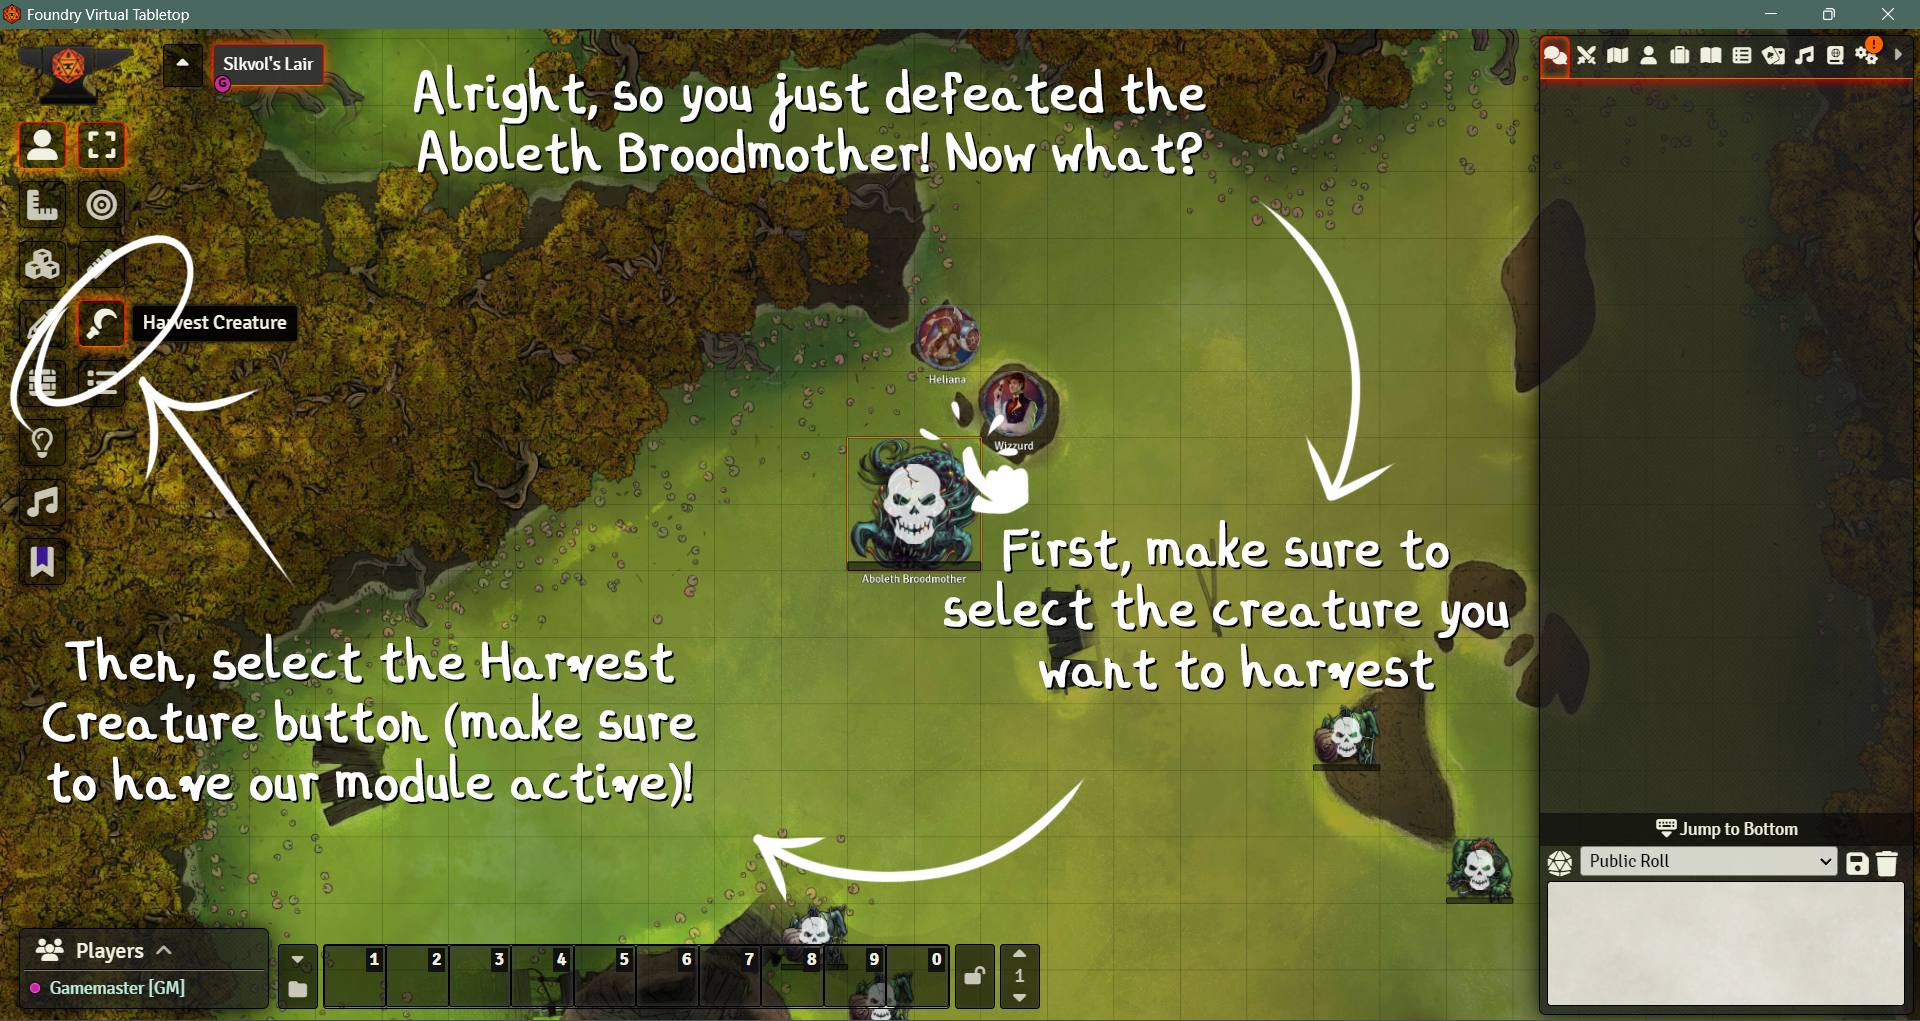 Foundry Virtual Tabletop
Slkvol's Lair
G
Alright, so you just defeated the
Aboleth Broodmother! Now what?
Harvest Creature
Heliana
Wizzurd
Aboleth Broodmother
First, make sure to
select the creature you
want to harvest
Then, select the Harvest
Creature button (make sure
to have our module active)!
Jump to Bottom
Public Roll
Players
Gamemaster [GM]
1 2 3 4 5 6 7 8 9 0
1